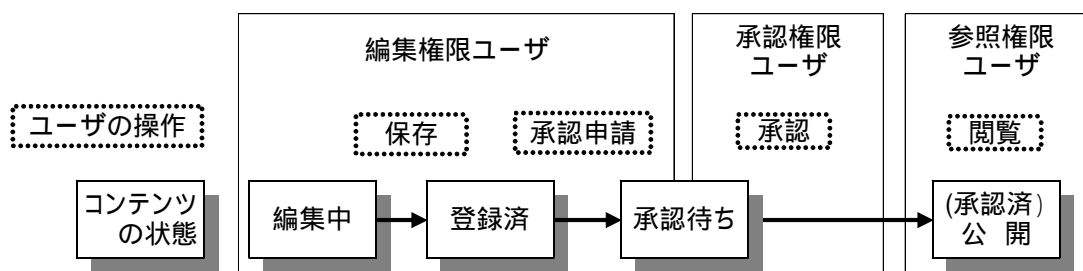 編集権限ユーザ
承認権限
ユーザ
参照権限
ユーザ
ユーザの操作
保存
承認申請
承認
閲覧
コンテンツ
の状態
編集中
登録済
承認待ち
(承認済)
公 開